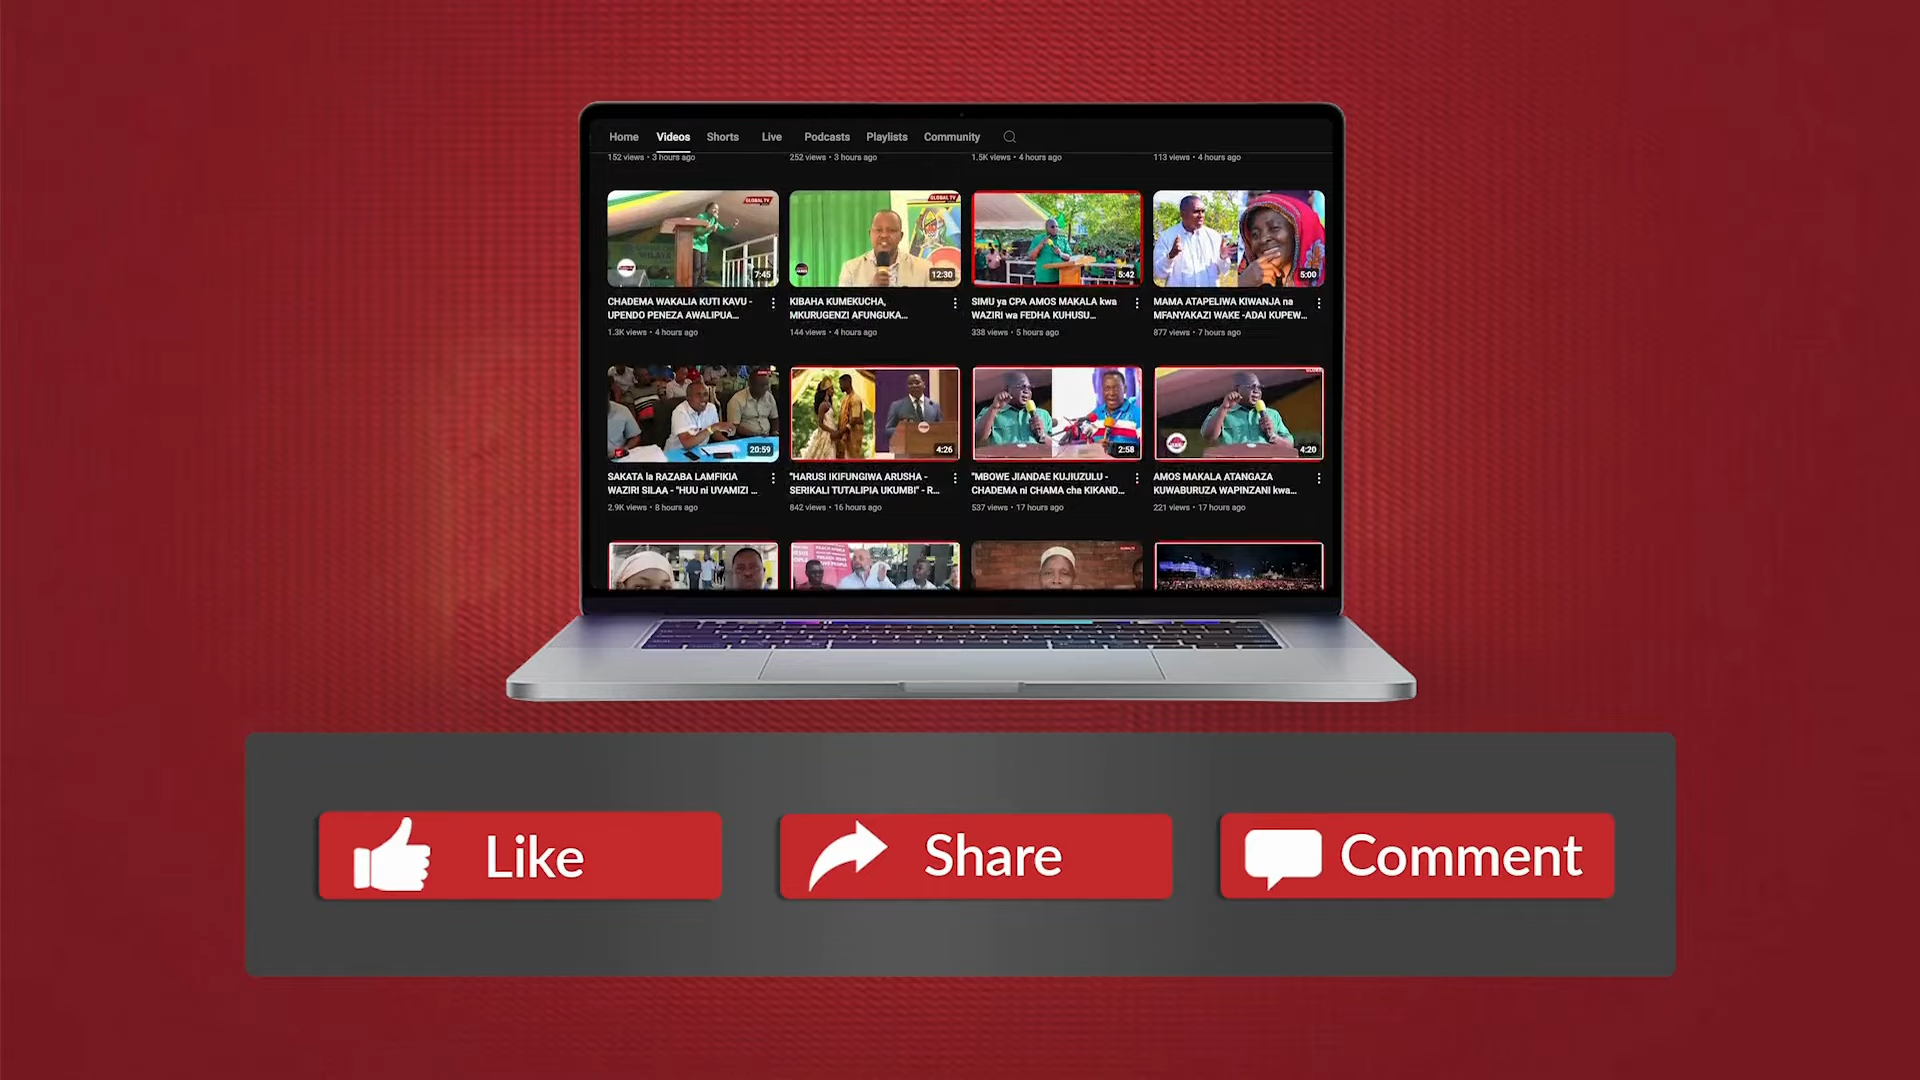 Home Videos Shorts Live Podcasts Playlists Community
152 views • 3 hours ago
252 views • 3 hours ago
1.5K views • 4 hours ago
113 views • 4 hours ago
GLOBAL TV
7:45
GLOBAL TV
12:30
5:42
5:00
CHADEMA WAKALIA KUTI KAVU -
UPENDO PENEZA AWALIPUA...
1.3K views • 4 hours ago
KIBAHA KUMEKUCHA,
MKURUGENZI AFUNGUKA...
144 views • 4 hours ago
SIMU ya CPA AMOS MAKALA kwa
WAZIRI wa FEDHA KUHUSU...
338 views • 5 hours ago
MAMA ATAPELIWA KIWANJA na
MFANYAKAZI WAKE -ADAI KUPEW...
877 views • 7 hours ago
20:59
4:26
2:58
4:20
SAKATA la RAZABA LAMFIKIA
WAZIRI SILAA - "HUU ni UVAMIZI ...
2.9K views • 8 hours ago
"HARUSI IKIFUNGIWA ARUSHA -
SERIKALI TUTALIPIA UKUMBI" - R...
842 views • 16 hours ago
"MBOWE JIANDAE KUJIUZULU -
CHADEMA ni CHAMA cha KIKAND...
537 views • 17 hours ago
AMOS MAKALA ATANGAZA
KUWABURUZA WAPINZANI kwa...
221 views • 17 hours ago
Like
Share
Comment